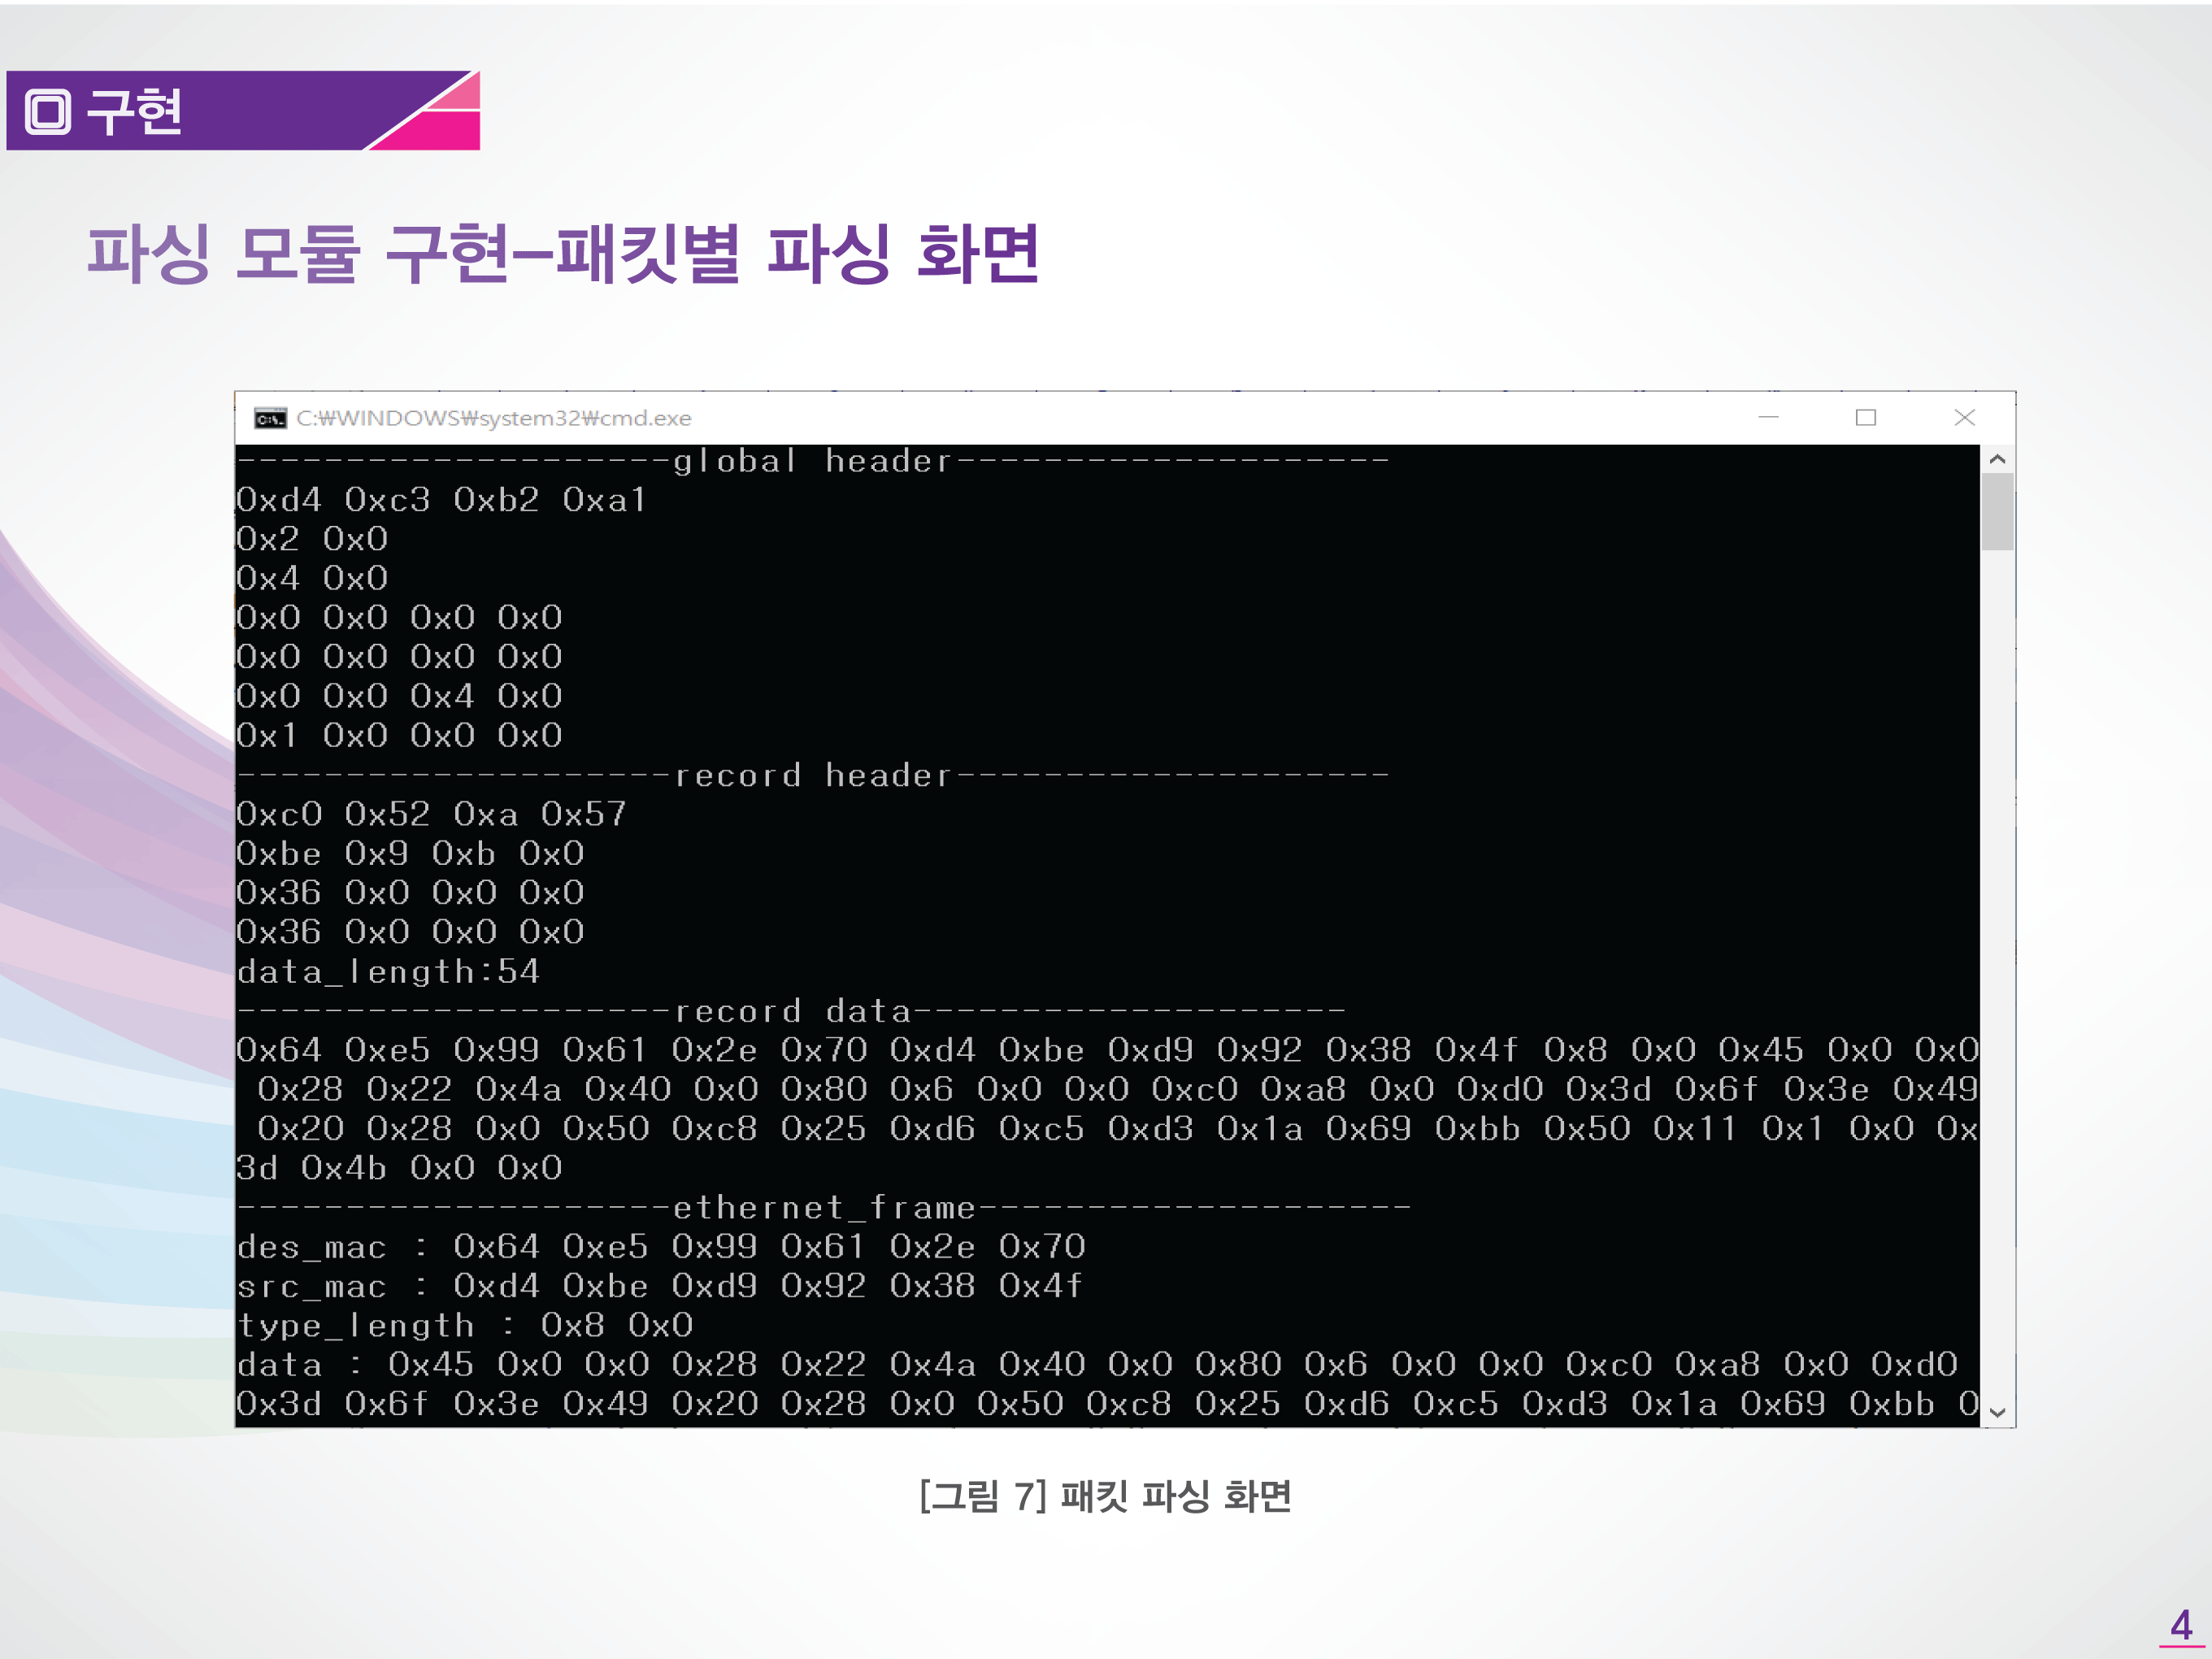 구현
파싱 모듈 구현-패킷별 파싱 화면
C:₩WINDOWS₩system32₩cmd.exe
--------------------global header--------------------
0xd4 0xc3 0xb2 0xa1
0x2 0x0
0x4 0x0
0x0 0x0 0x0 0x0
0x0 0x0 0x0 0x0
0x0 0x0 0x4 0x0
0x1 0x0 0x0 0x0
--------------------record header--------------------
0xc0 0x52 0xa 0x57
0xbe 0x9 0xb 0x0
0x36 0x0 0x0 0x0
0x36 0x0 0x0 0x0
data_length:54
--------------------record data--------------------
0x64 0xe5 0x99 0x61 0x2e 0x70 0xd4 0xbe 0xd9 0x92 0x38 0x4f 0x8 0x0 0x45 0x0 0x0
0x28 0x22 0x4a 0x40 0x0 0x80 0x6 0x0 0x0 0xc0 0xa8 0x0 0xd0 0x3d 0x6f 0x3e 0x49
0x20 0x28 0x0 0x50 0xc8 0x25 0xd6 0xc5 0xd3 0x1a 0x69 0xbb 0x50 0x11 0x1 0x0 0x
3d 0x4b 0x0 0x0
--------------------ethernet_frame--------------------
des_mac : 0x64 0xe5 0x99 0x61 0x2e 0x70
src_mac : 0xd4 0xbe 0xd9 0x92 0x38 0x4f
type_length : 0x8 0x0
data : 0x45 0x0 0x0 0x28 0x22 0x4a 0x40 0x0 0x80 0x6 0x0 0x0 0xc0 0xa8 0x0 0xd0
0x3d 0x6f 0x3e 0x49 0x20 0x28 0x0 0x50 0xc8 0x25 0xd6 0xc5 0xd3 0x1a 0x69 0xbb 0
[그림 7] 패킷 파싱 화면
4